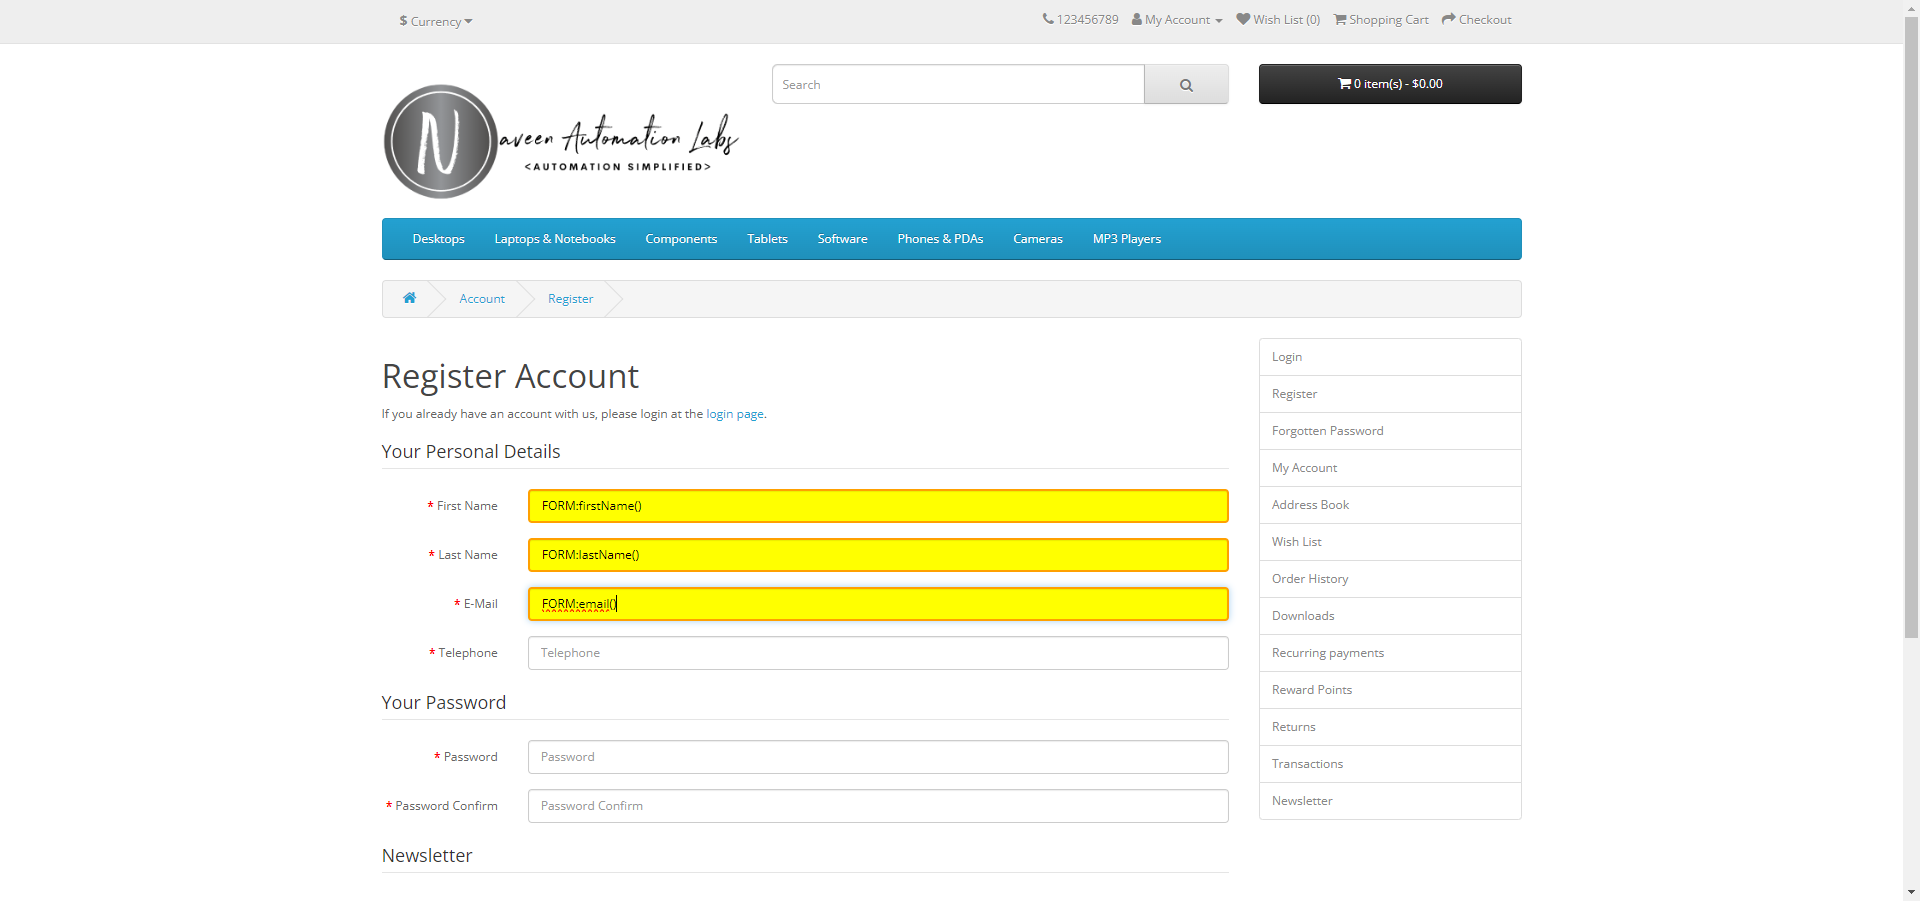 $ Currency
123456789 My Account Wish List (0) Shopping Cart Checkout
Search
0 item(s) - $0.00
N
aveen Automation Labs
<AUTOMATION SIMPLIFIED>
Desktops Laptops & Notebooks Components Tablets Software Phones & PDAs Cameras MP3 Players
Account Register
Register Account
If you already have an account with us, please login at the login page.
Your Personal Details
* First Name FORM:firstName()
* Last Name FORM:lastName()
* E-Mail FORM:email()
* Telephone Telephone
Your Password
* Password Password
* Password Confirm Password Confirm
Newsletter
Login
Register
Forgotten Password
My Account
Address Book
Wish List
Order History
Downloads
Recurring payments
Reward Points
Returns
Transactions
Newsletter